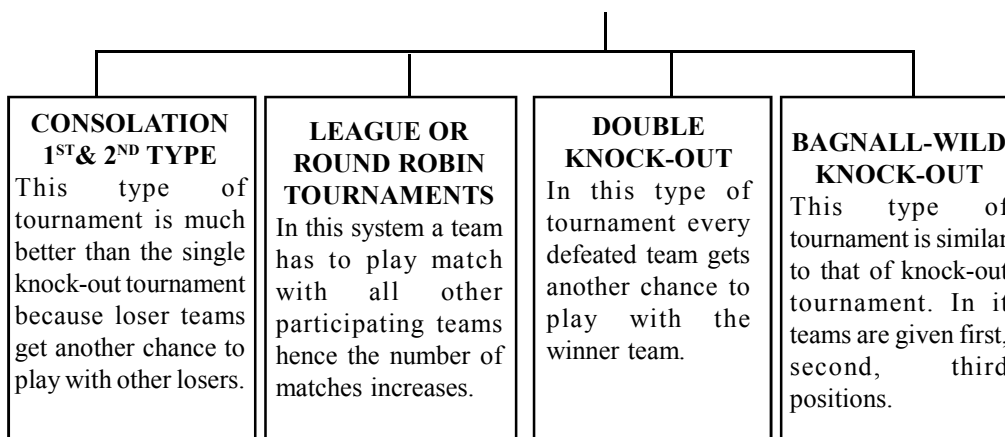 CONSOLATION
1ST& 2ND TYPE
This type of
tournament is much
better than the single
knock-out tournament
because loser teams
get another chance to
play with other losers.
LEAGUE OR
ROUND ROBIN
TOURNAMENTS
In this system a team
has to play match
with all other
participating teams
hence the number of
matches increases.
DOUBLE
KNOCK-OUT
In this type of
tournament every
defeated team gets
another chance to
play with the
winner team.
BAGNALL-WILD
KNOCK-OUT
This type of
tournament is similar
to that of knock-out
tournament. In it
teams are given first,
second, third
positions.